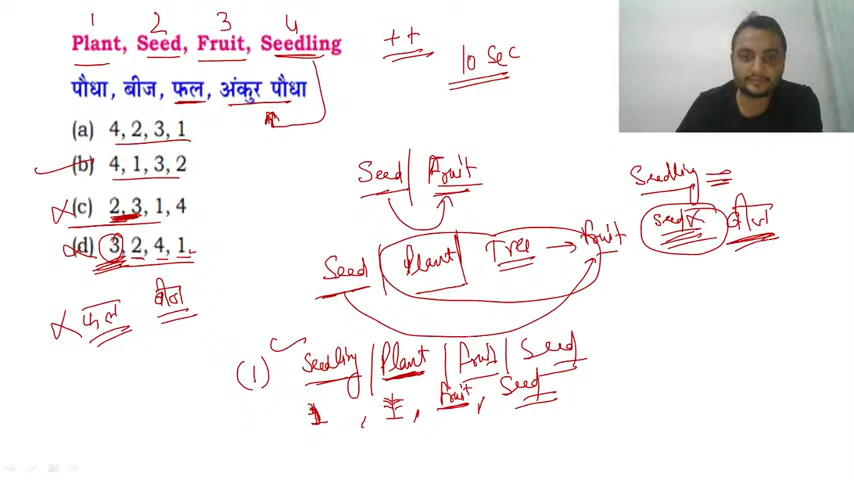 1 2 3 4
Plant, Seed, Fruit, Seedling
++
10 Sec
पौधा, बीज, फल, अंकुर पौधा
(a) 4, 2, 3, 1
(b) 4, 1, 3, 2
(c) 2, 3, 1, 4
(d) 3, 2, 4, 1
Seed | Fruit
Seedling =
Seed बीज
Seed | Plant Tree → Fruit
फल बीज
(1) Seedling | Plant | Fruit | Seed
1, , Fruit, Seed